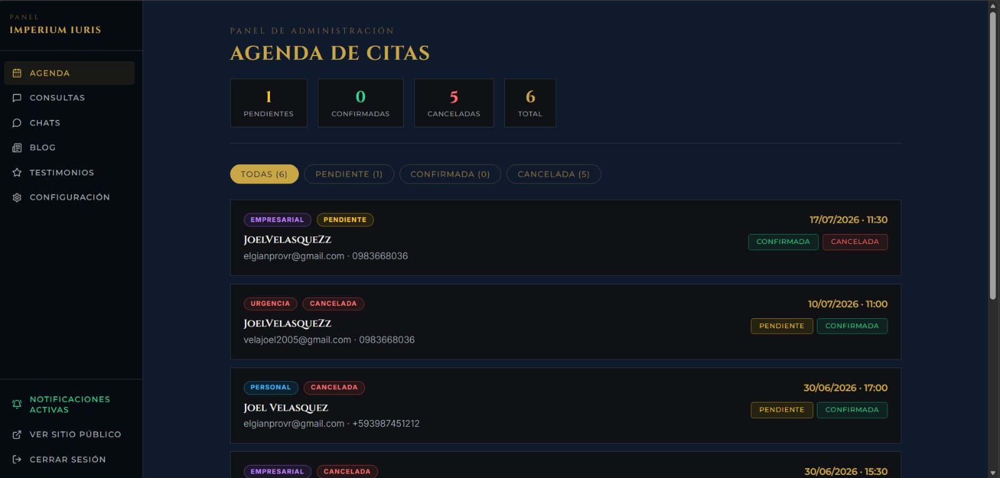 PANEL
IMPERIUM IURIS
AGENDA
CONSULTAS
CHATS
BLOG
TESTIMONIOS
CONFIGURACIÓN
NOTIFICACIONES
ACTIVAS
VER SITIO PÚBLICO
CERRAR SESIÓN
PANEL DE ADMINISTRACIÓN
AGENDA DE CITAS
1
PENDIENTES
0
CONFIRMADAS
5
CANCELADAS
6
TOTAL
TODAS (6) PENDIENTE (1) CONFIRMADA (0) CANCELADA (5)
EMPRESARIAL PENDIENTE 17/07/2026 · 11:30
JoelVelasqueZz CONFIRMADA CANCELADA
elgianprovr@gmail.com · 0983668036
URGENCIA CANCELADA 10/07/2026 · 11:00
JoelVelasqueZz PENDIENTE CONFIRMADA
velajoel2005@gmail.com · 0983668036
PERSONAL CANCELADA 30/06/2026 · 17:00
Joel Velasquez PENDIENTE CONFIRMADA
elgianprovr@gmail.com · +593987451212
EMPRESARIAL CANCELADA 30/06/2026 · 15:30